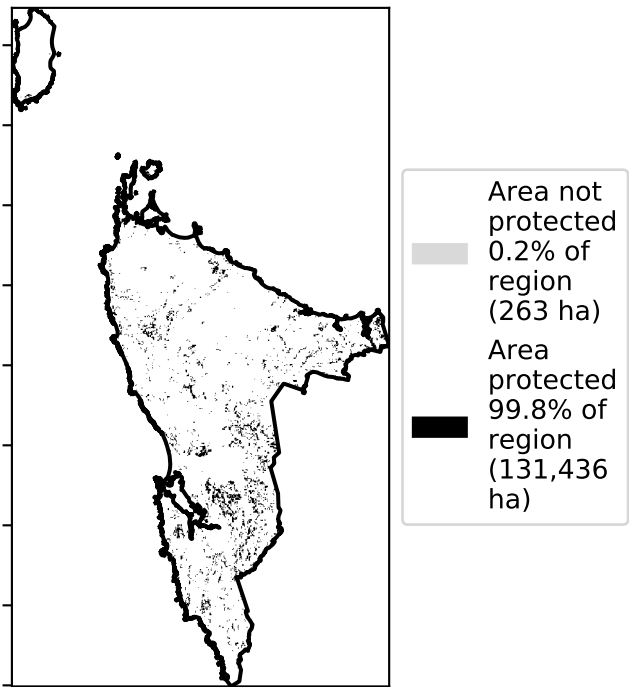 Area not
protected
0.2% of
region
(263 ha)
Area
protected
99.8% of
region
(131,436
ha)